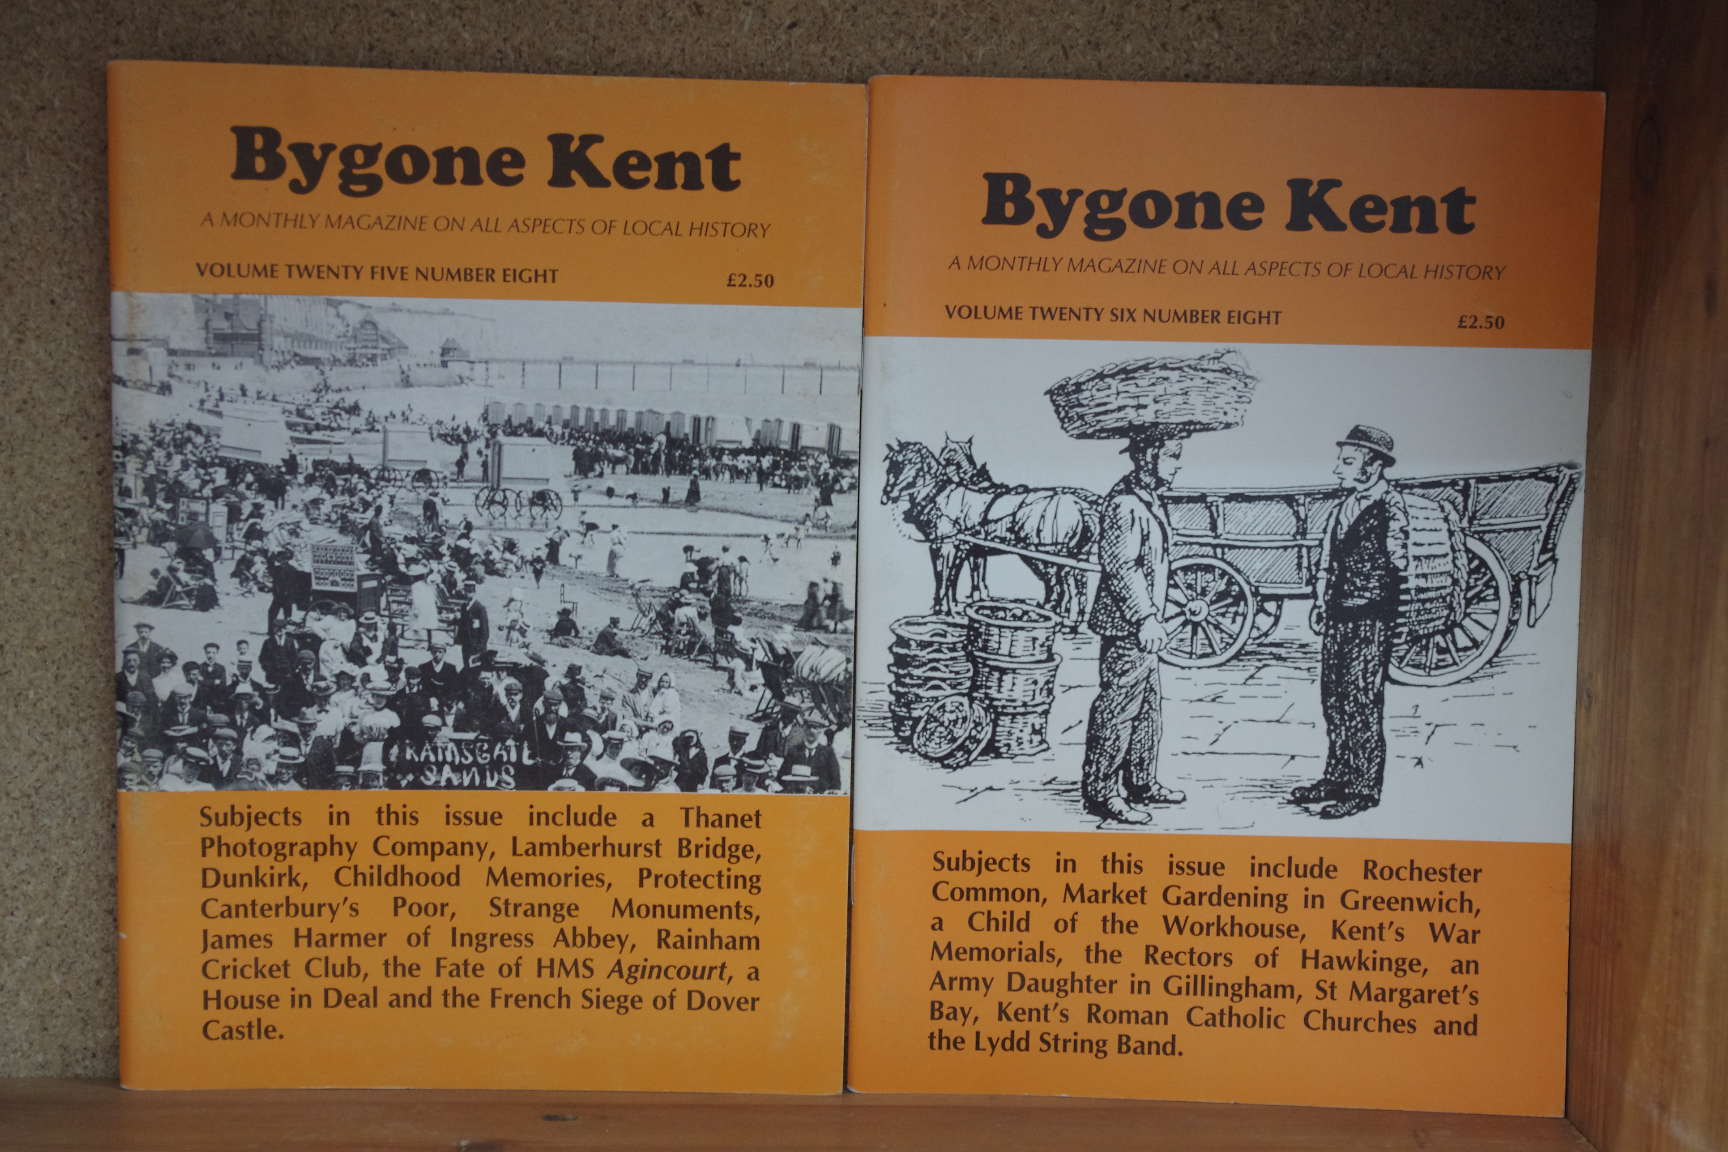 Bygone Kent
A MONTHLY MAGAZINE ON ALL ASPECTS OF LOCAL HISTORY
VOLUME TWENTY FIVE NUMBER EIGHT £2.50
RAMSGATE
SANDS
Subjects in this issue include a Thanet
Photography Company, Lamberhurst Bridge,
Dunkirk, Childhood Memories, Protecting
Canterbury's Poor, Strange Monuments,
James Harmer of Ingress Abbey, Rainham
Cricket Club, the Fate of HMS Agincourt, a
House in Deal and the French Siege of Dover
Castle.
Bygone Kent
A MONTHLY MAGAZINE ON ALL ASPECTS OF LOCAL HISTORY
VOLUME TWENTY SIX NUMBER EIGHT £2.50
Subjects in this issue include Rochester
Common, Market Gardening in Greenwich,
a Child of the Workhouse, Kent's War
Memorials, the Rectors of Hawkinge, an
Army Daughter in Gillingham, St Margaret's
Bay, Kent's Roman Catholic Churches and
the Lydd String Band.